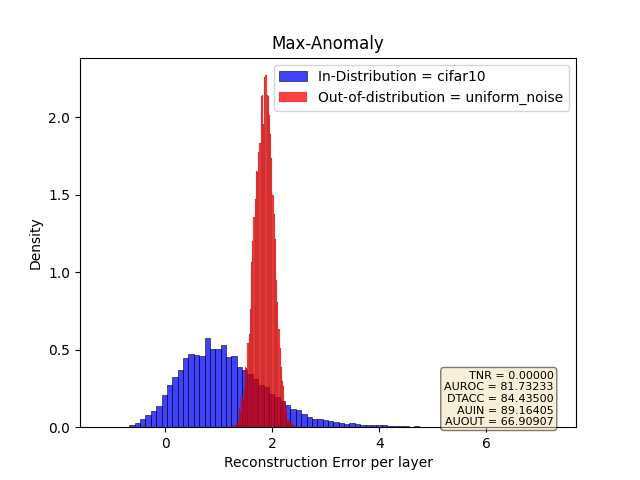 Max-Anomaly
In-Distribution = cifar10
Out-of-distribution = uniform_noise
Density
2.0
1.5
1.0
0.5
0.0
TNR = 0.00000
AUROC = 81.73233
DTACC = 84.43500
AUIN = 89.16405
AUOUT = 66.90907
0 2 4 6
Reconstruction Error per layer